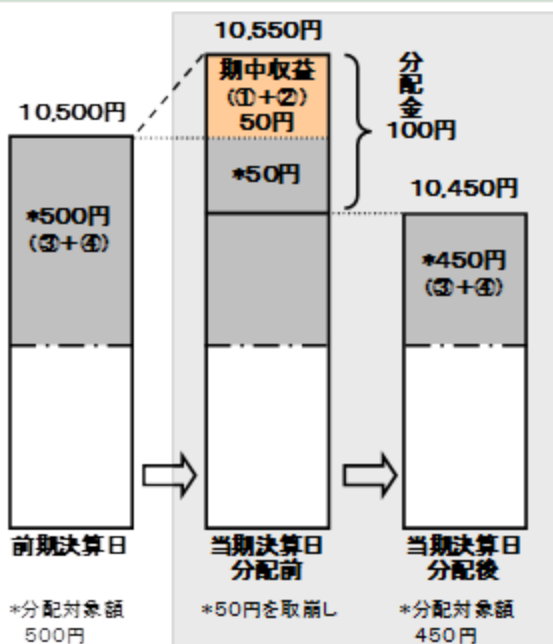 10,500円
*500円
(③+④)
前期決算日
*分配対象額
500円
10,550円
期中収益
(①+②)
50円
*50円
分配金
100円
当期決算日
分配前
*50円を取崩し
10,450円
*450円
(③+④)
当期決算日
分配後
*分配対象額
450円